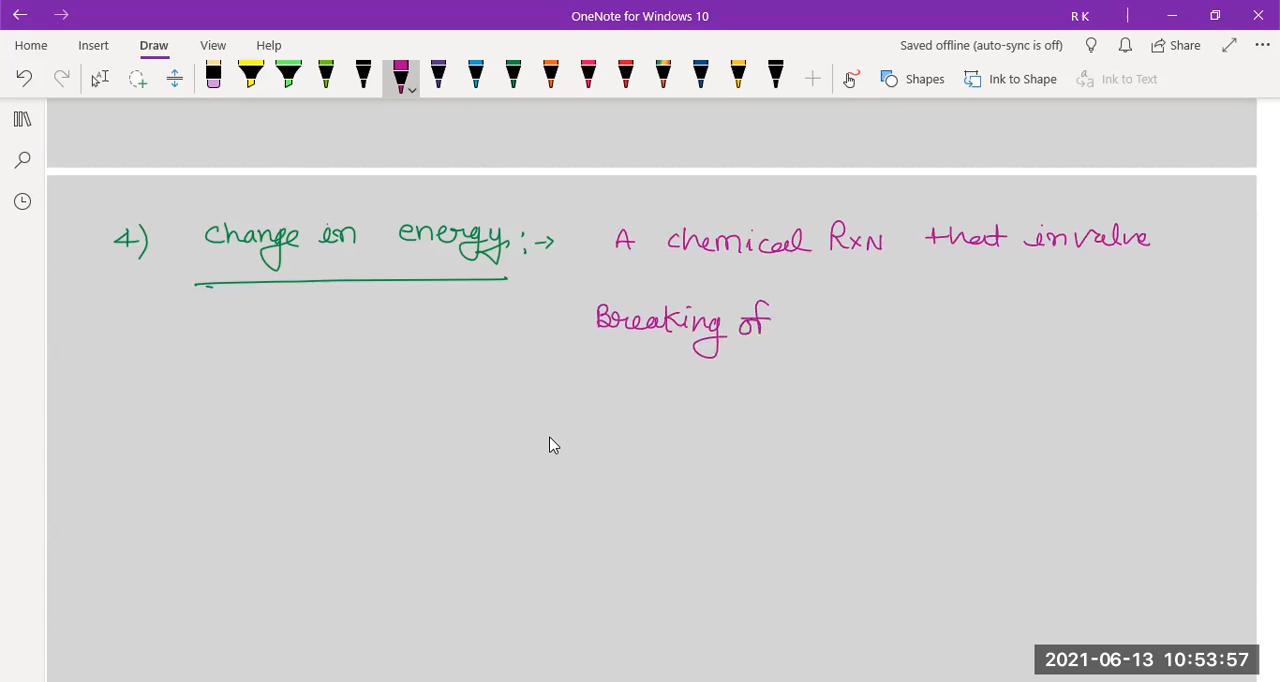 OneNote for Windows 10
R K
Home Insert Draw View Help
Saved offline (auto-sync is off) Share
Shapes Ink to Shape Ink to Text
4) change in energy :→ A chemical RxN that invalve
Breaking of
2021-06-13 10:53:57